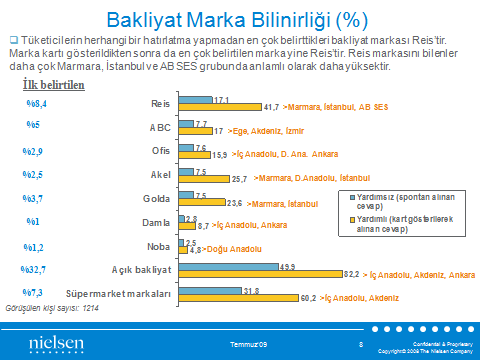 Bakliyat Marka Bilinirliği (%)
❑ Tüketicilerin herhangi bir hatırlatma yapmadan en çok belirttikleri bakliyat markası Reis'tir.
Marka kartı gösterildikten sonra da en çok belirtilen marka yine Reis'tir. Reis markasını bilenler
daha çok Marmara, İstanbul ve AB SES grubunda anlamlı olarak daha yüksektir.
İlk belirtilen
%8,4 Reis 17,1 41,7 >Marmara, İstanbul, AB SES
%5 ABC 7,7 17 >Ege, Akdeniz, İzmir
%2,9 Ofis 7,6 15,9 >İç Anadolu, D. Ana. Ankara
%2,5 Akel 7,5 25,7 >Marmara, D.Anadolu, İstanbul
%3,7 Golda 7,5 23,6 >Marmara, İstanbul
%1 Damla 2,8 8,7 >İç Anadolu, Ankara
%1,2 Noba 2,5 4,8 >Doğu Anadolu
%32,7 Açık bakliyat 49,9 82,2 > İç Anadolu, Akdeniz, Ankara
%7,3 Süpermarket markaları 31,8 60,2 >İç Anadolu, Akdeniz
Yardımsız (spontan alınan
cevap)
Yardımlı (kart gösterilerek
alınan cevap)
Görüşülen kişi sayısı: 1214
nielsen
Temmuz'09
8
Confidential & Proprietary
Copyright © 2008 The Nielsen Company